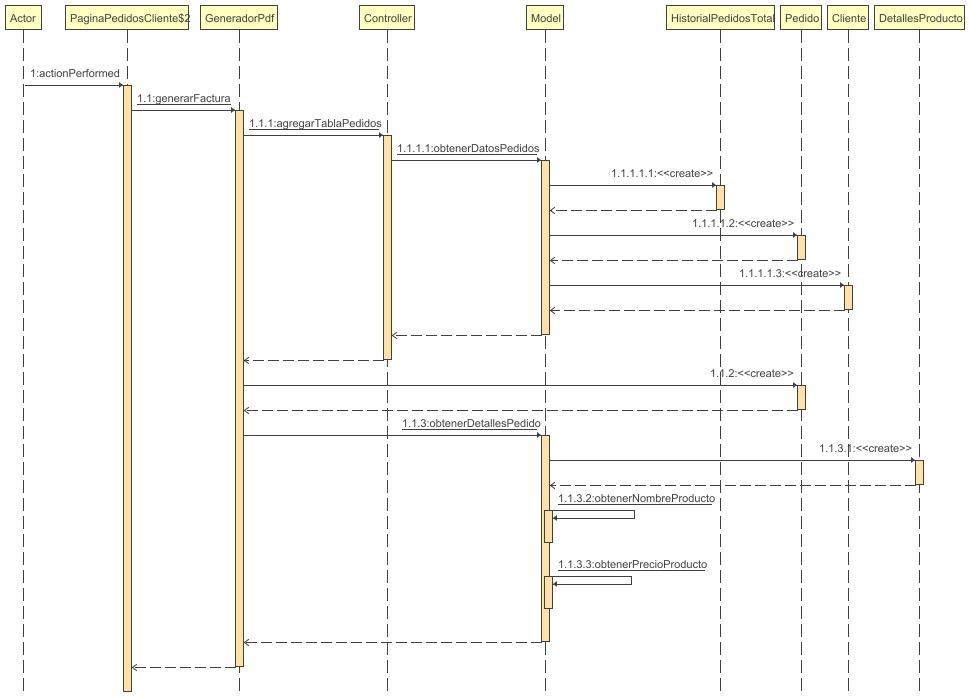 Actor
PaginaPedidosCliente$2
GeneradorPdf
Controller
Model
HistorialPedidosTotal
Pedido
Cliente
DetallesProducto
1:actionPerformed
1.1:generarFactura
1.1.1:agregarTablaPedidos
1.1.1.1:obtenerDatosPedidos
1.1.1.1.1:<<create>>
1.1.1.1.2:<<create>>
1.1.1.1.3:<<create>>
1.1.2:<<create>>
1.1.3:obtenerDetallesPedido
1.1.3.1:<<create>>
1.1.3.2:obtenerNombreProducto
1.1.3.3:obtenerPrecioProducto